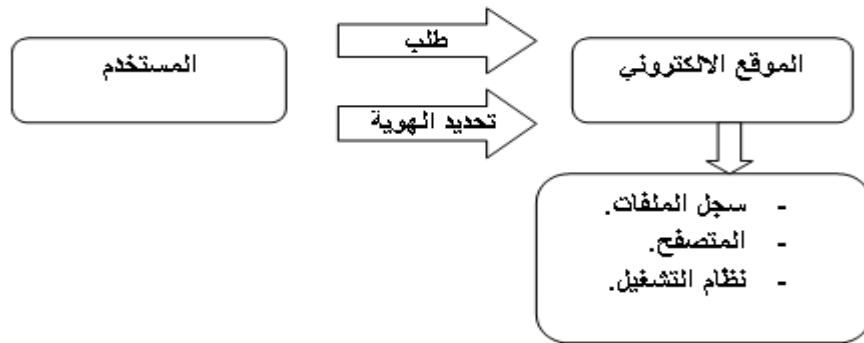 المستخدم
طلب
تحديد الهوية
الموقع الالكتروني
- سجل الملفات.
- المتصفح.
- نظام التشغيل.